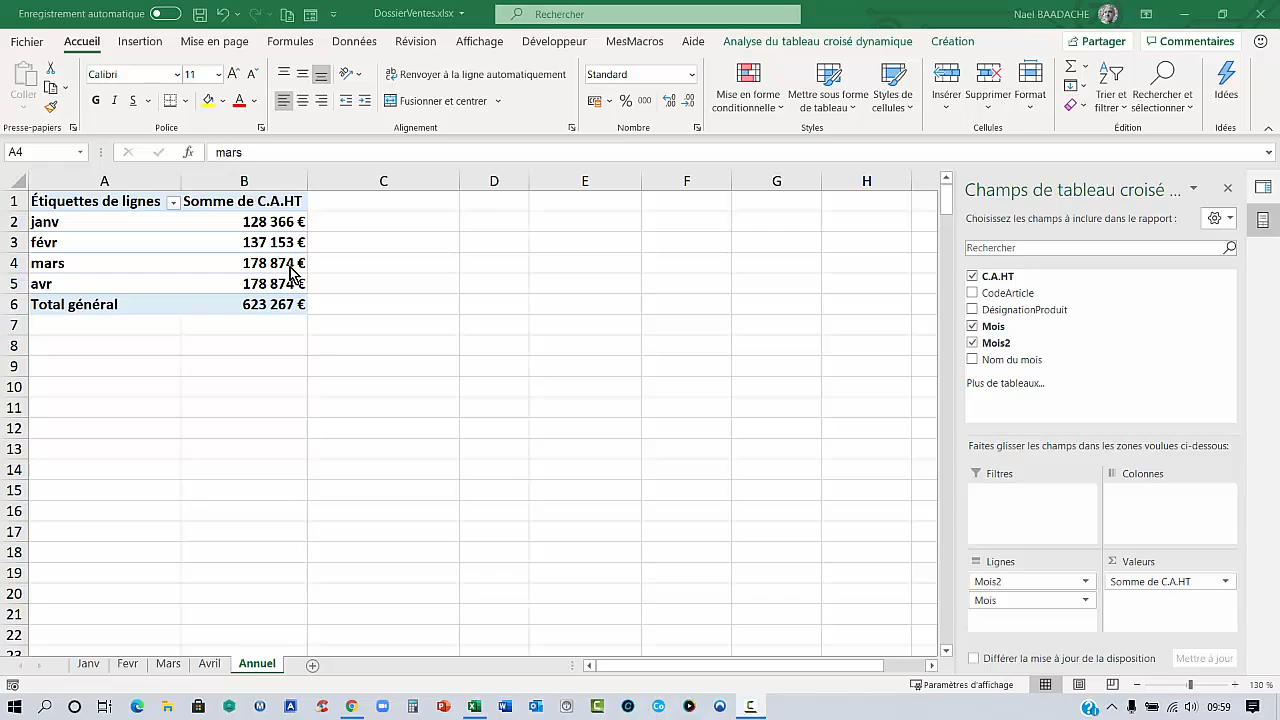 Enregistrement automatique
DossierVentes.xlsx
Rechercher
Nael BAADACHE
Fichier
Accueil
Insertion
Mise en page
Formules
Données
Révision
Affichage
Développeur
MesMacros
Aide
Analyse du tableau croisé dynamique
Création
Partager
Commentaires
Coller
Calibri
11
G I S
Renvoyer à la ligne automatiquement
Fusionner et centrer
Standard
% 000
Mise en forme conditionnelle
Mettre sous forme de tableau
Styles de cellules
Insérer
Supprimer
Format
Trier et filtrer
Rechercher et sélectionner
Idées
Presse-papiers
Police
Alignement
Nombre
Styles
Cellules
Édition
Idées
A4
fx
mars
A B C D E F G H
1 Étiquettes de lignes Somme de C.A.HT
2 janv 128 366 €
3 févr 137 153 €
4 mars 178 874 €
5 avr 178 874 €
6 Total général 623 267 €
7
8
9
10
11
12
13
14
15
16
17
18
19
20
21
22
23
Champs de tableau croisé ...
Choisissez les champs à inclure dans le rapport :
Rechercher
C.A.HT
CodeArticle
DésignationProduit
Mois
Mois2
Nom du mois
Plus de tableaux...
Faites glisser les champs dans les zones voulues ci-dessous:
Filtres
Colonnes
Lignes
Σ Valeurs
Mois2
Somme de C.A.HT
Mois
Différer la mise à jour de la disposition
Mettre à jour
Janv
Fevr
Mars
Avril
Annuel
Paramètres d'affichage
130 %
09:59